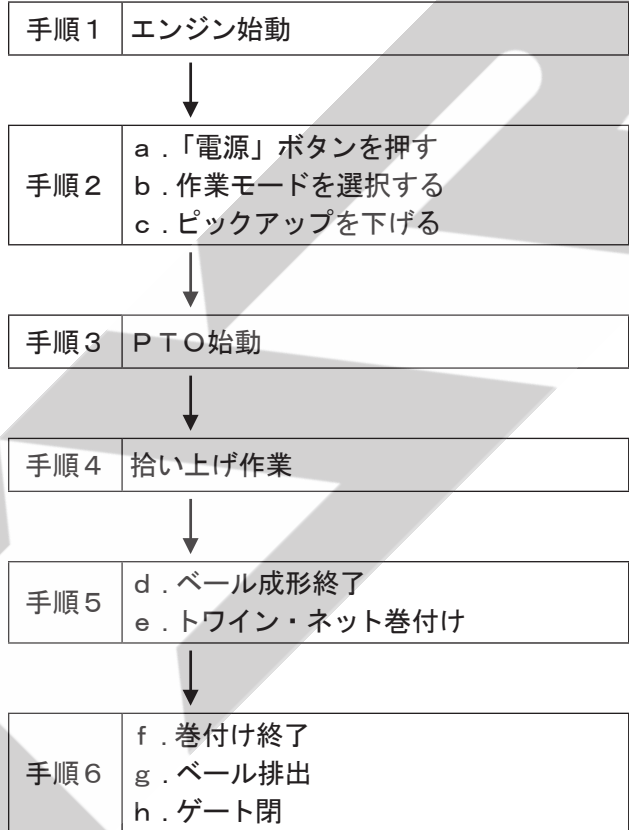 手順１ エンジン始動
ａ．「電源」ボタンを押す
手順２ ｂ．作業モードを選択する
ｃ．ピックアップを下げる
手順３ ＰＴＯ始動
手順４ 拾い上げ作業
ｄ．ベール成形終了
手順５
ｅ．トワイン・ネット巻付け
ｆ．巻付け終了
手順６ ｇ．ベール排出
ｈ．ゲート閉